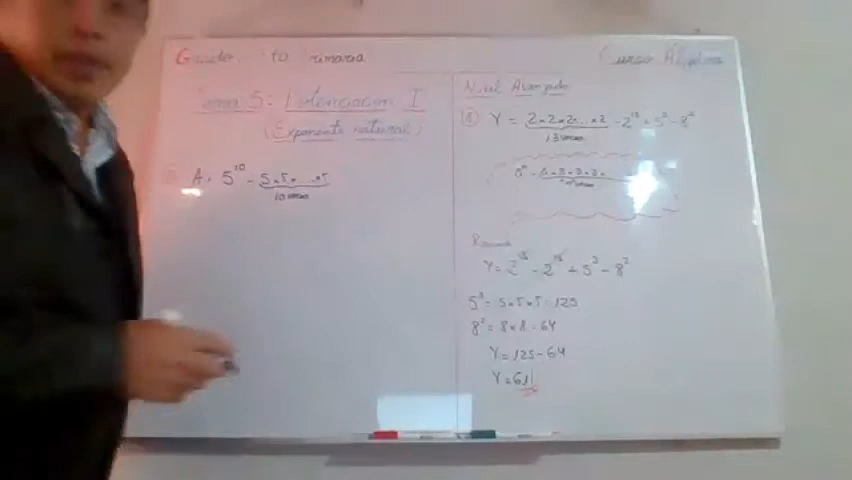 Primaria
Curso Álgebra
Tema 5: Potenciación I
(Exponente natural)
A = 5²⁰ - 5·5· ... ·5
10 veces
Nivel Avanzado
Y = 2·2·2·...·2 - 2¹³ + 5³ - 8²
13 veces
Y = 2¹³ - 2¹³ + 5³ - 8²
5³ = 5×5×5 = 125
8² = 8×8 = 64
Y = 125 - 64
Y = 61